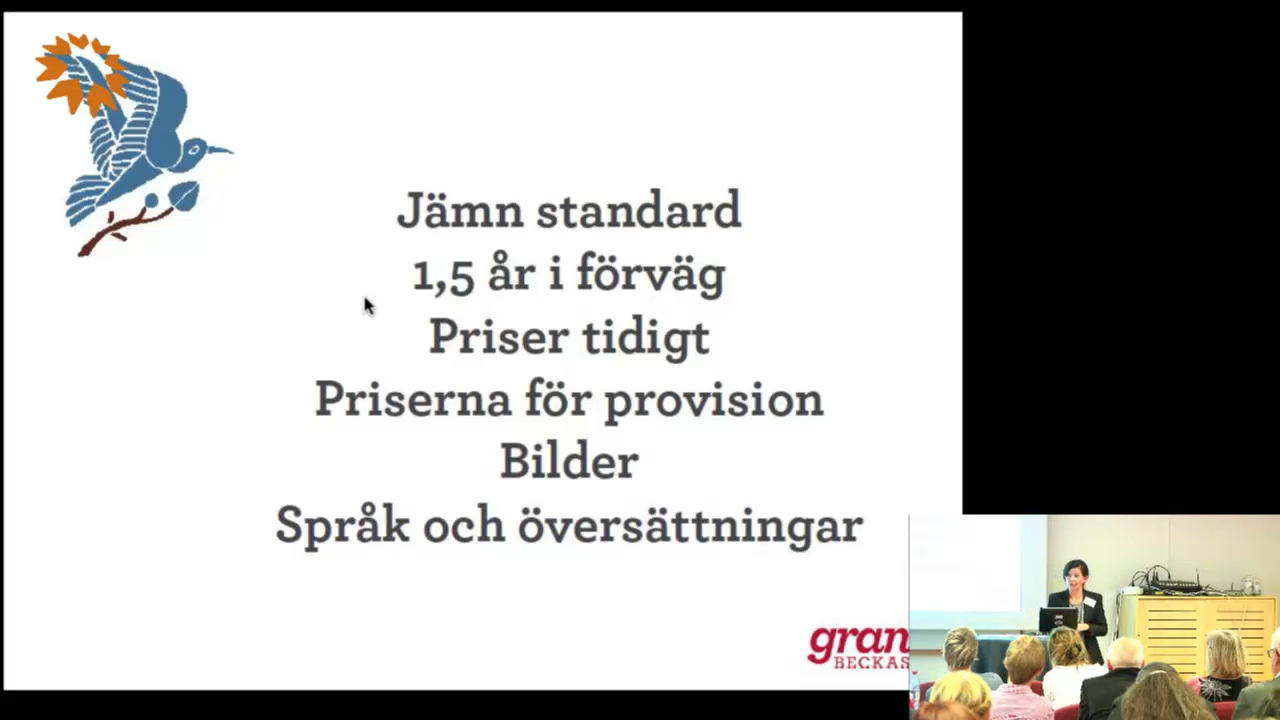 Jämn standard
1,5 år i förväg
Priser tidigt
Priserna för provision
Bilder
Språk och översättningar
gran
BECKAS